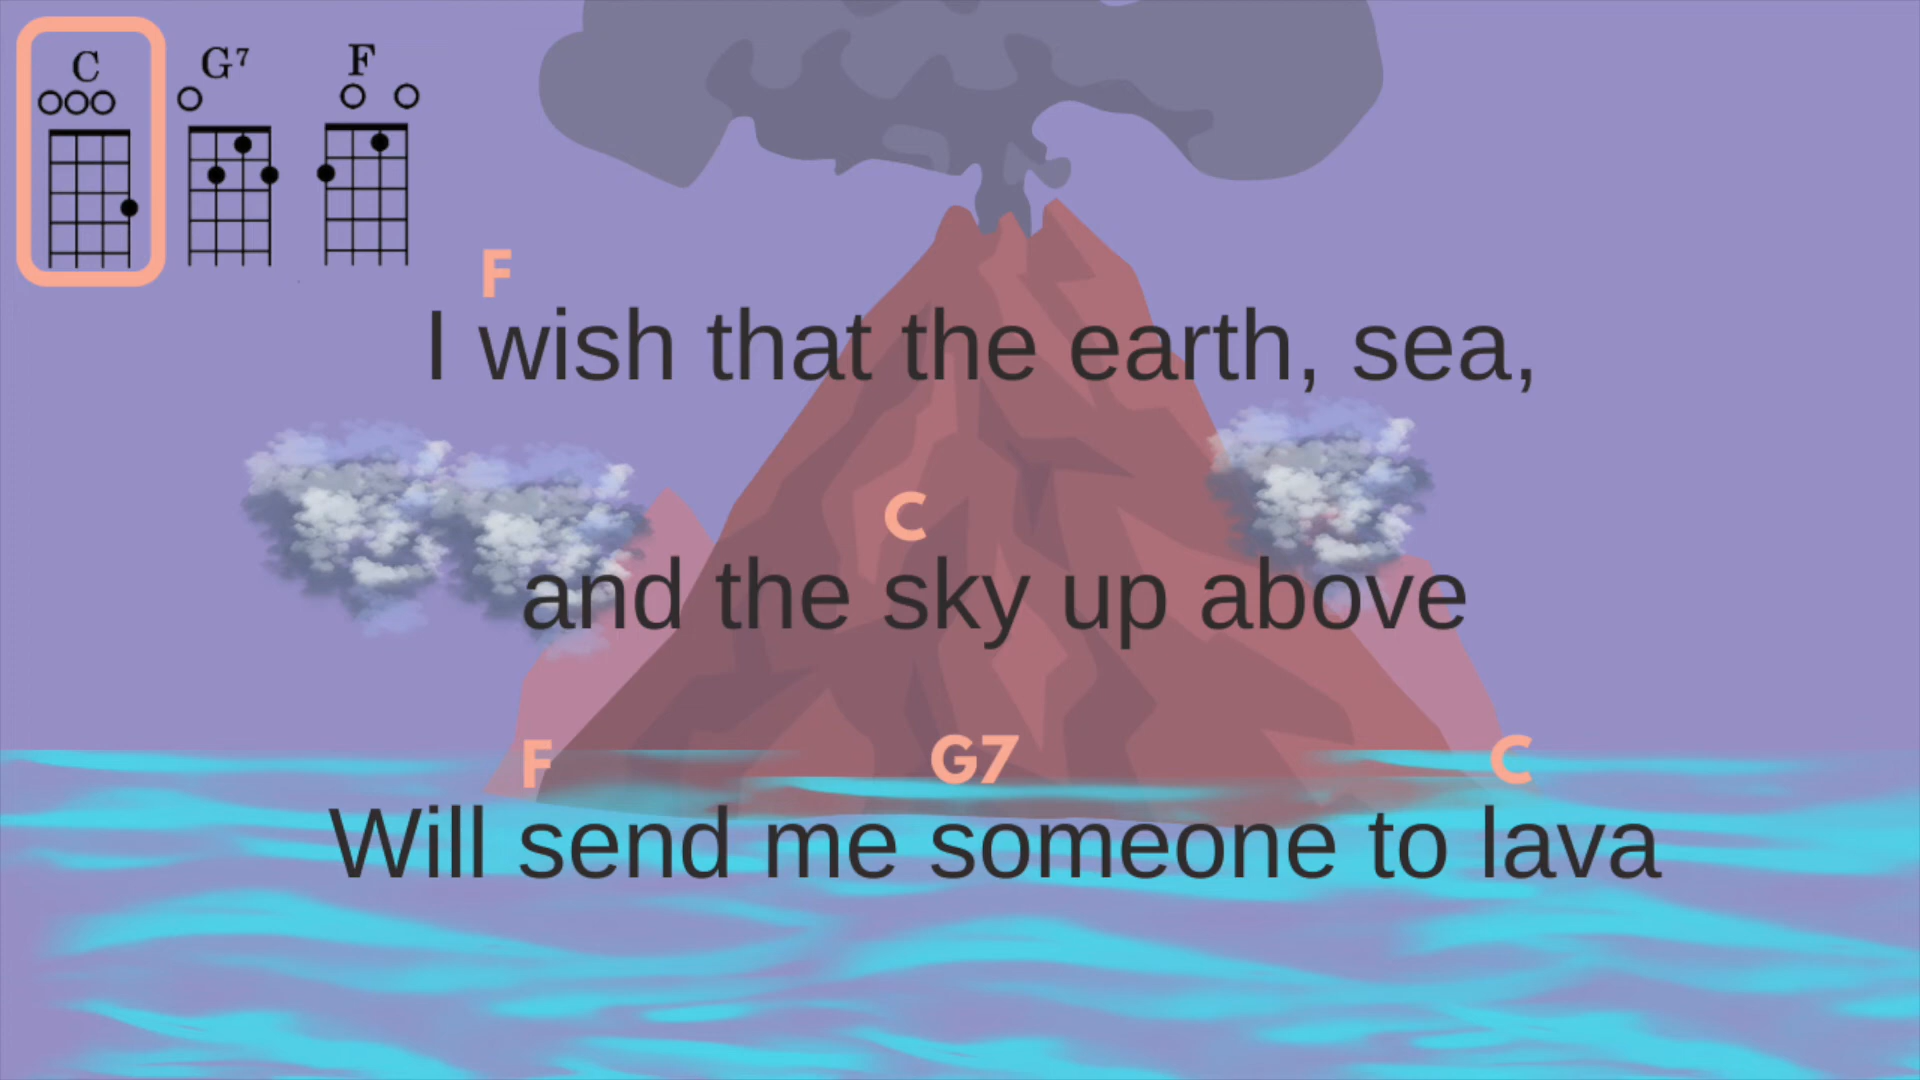 C G7 F
F
I wish that the earth, sea,
C
and the sky up above
F G7 C
Will send me someone to lava